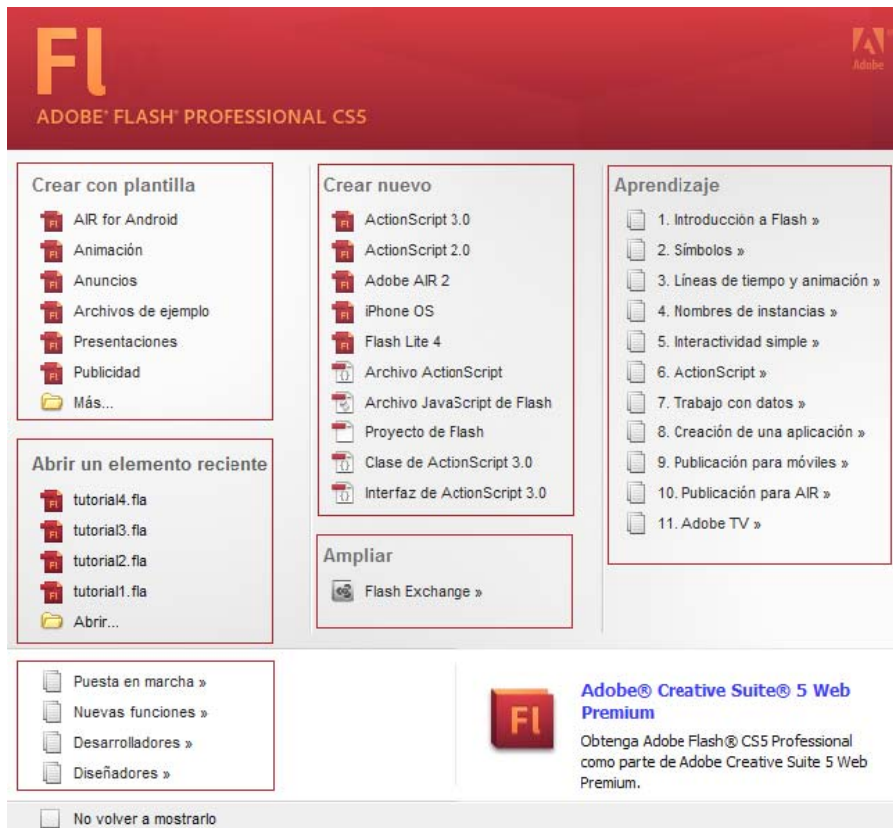 Fl
Adobe
ADOBE® FLASH® PROFESSIONAL CS5
Crear con plantilla
AIR for Android
Animación
Anuncios
Archivos de ejemplo
Presentaciones
Publicidad
Más...
Abrir un elemento reciente
tutorial4.fla
tutorial3.fla
tutorial2.fla
tutorial1.fla
Abrir...
Crear nuevo
ActionScript 3.0
ActionScript 2.0
Adobe AIR 2
iPhone OS
Flash Lite 4
Archivo ActionScript
Archivo JavaScript de Flash
Proyecto de Flash
Clase de ActionScript 3.0
Interfaz de ActionScript 3.0
Ampliar
Flash Exchange »
Aprendizaje
1. Introducción a Flash »
2. Símbolos »
3. Líneas de tiempo y animación »
4. Nombres de instancias »
5. Interactividad simple »
6. ActionScript »
7. Trabajo con datos »
8. Creación de una aplicación »
9. Publicación para móviles »
10. Publicación para AIR »
11. Adobe TV »
Puesta en marcha »
Nuevas funciones »
Desarrolladores »
Diseñadores »
Fl
Adobe® Creative Suite® 5 Web
Premium
Obtenga Adobe Flash® CS5 Professional
como parte de Adobe Creative Suite 5 Web
Premium.
No volver a mostrarlo